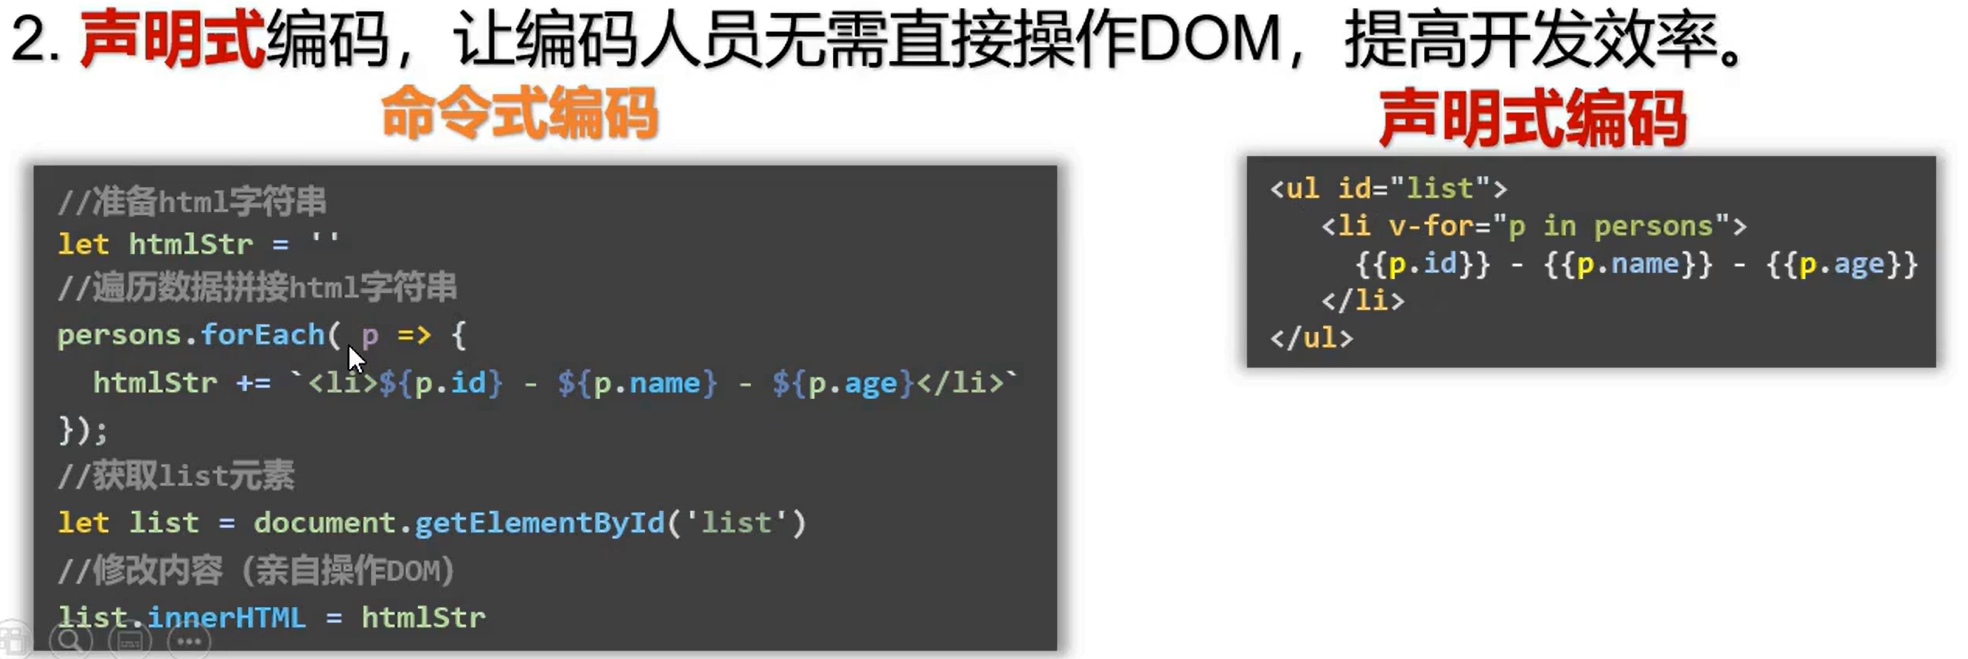 2. 声明式编码，让编码人员无需直接操作DOM，提高开发效率。
命令式编码
//准备html字符串
let htmlStr = ''
//遍历数据拼接html字符串
persons.forEach( p => {
  htmlStr += `<li>${p.id} - ${p.name} - ${p.age}</li>`
});
//获取list元素
let list = document.getElementById('list')
//修改内容（亲自操作DOM）
list.innerHTML = htmlStr
声明式编码
<ul id="list">
   <li v-for="p in persons">
     {{p.id}} - {{p.name}} - {{p.age}}
   </li>
</ul>